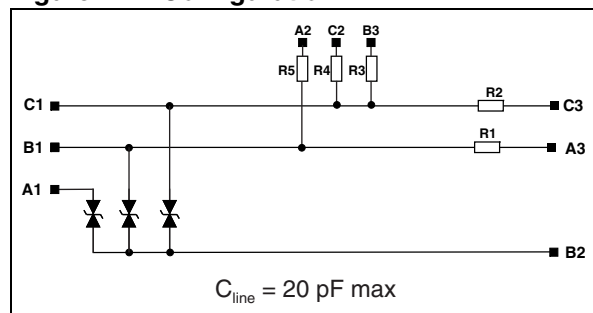 A2 C2 B3
R5 R4 R3
R2
C1 C3
R1
B1 A3
A1
B2
C_line = 20 pF max